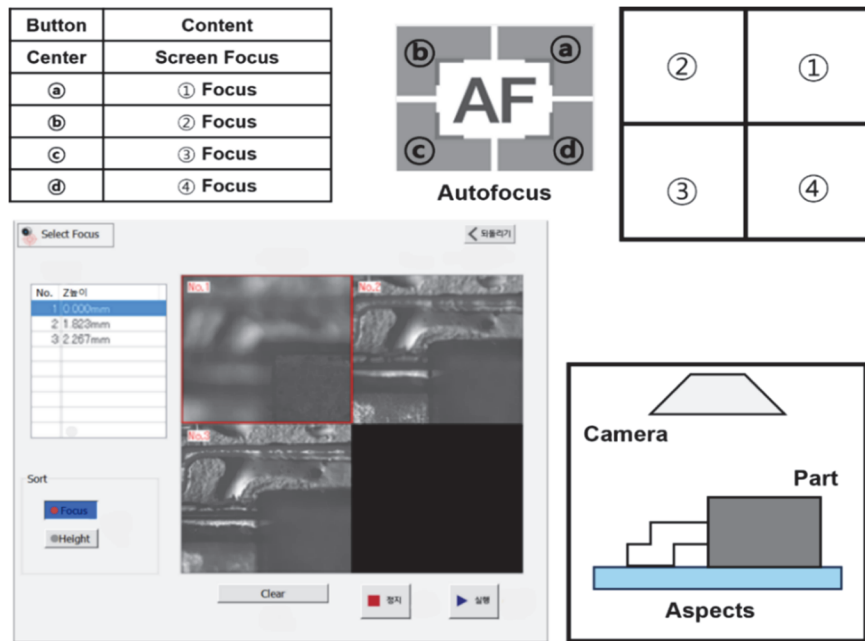 Button Content
Center Screen Focus
ⓐ ① Focus
ⓑ ② Focus
ⓒ ③ Focus
ⓓ ④ Focus
ⓑ ⓐ
AF
ⓒ ⓓ
Autofocus
② ①
③ ④
Select Focus
되돌리기
No. Z높이
1 0.000mm
2 1.823mm
3 2.267mm
No.1 No.2
No.3
Sort
Focus
Height
Clear
정지
실행
Camera
Part
Aspects